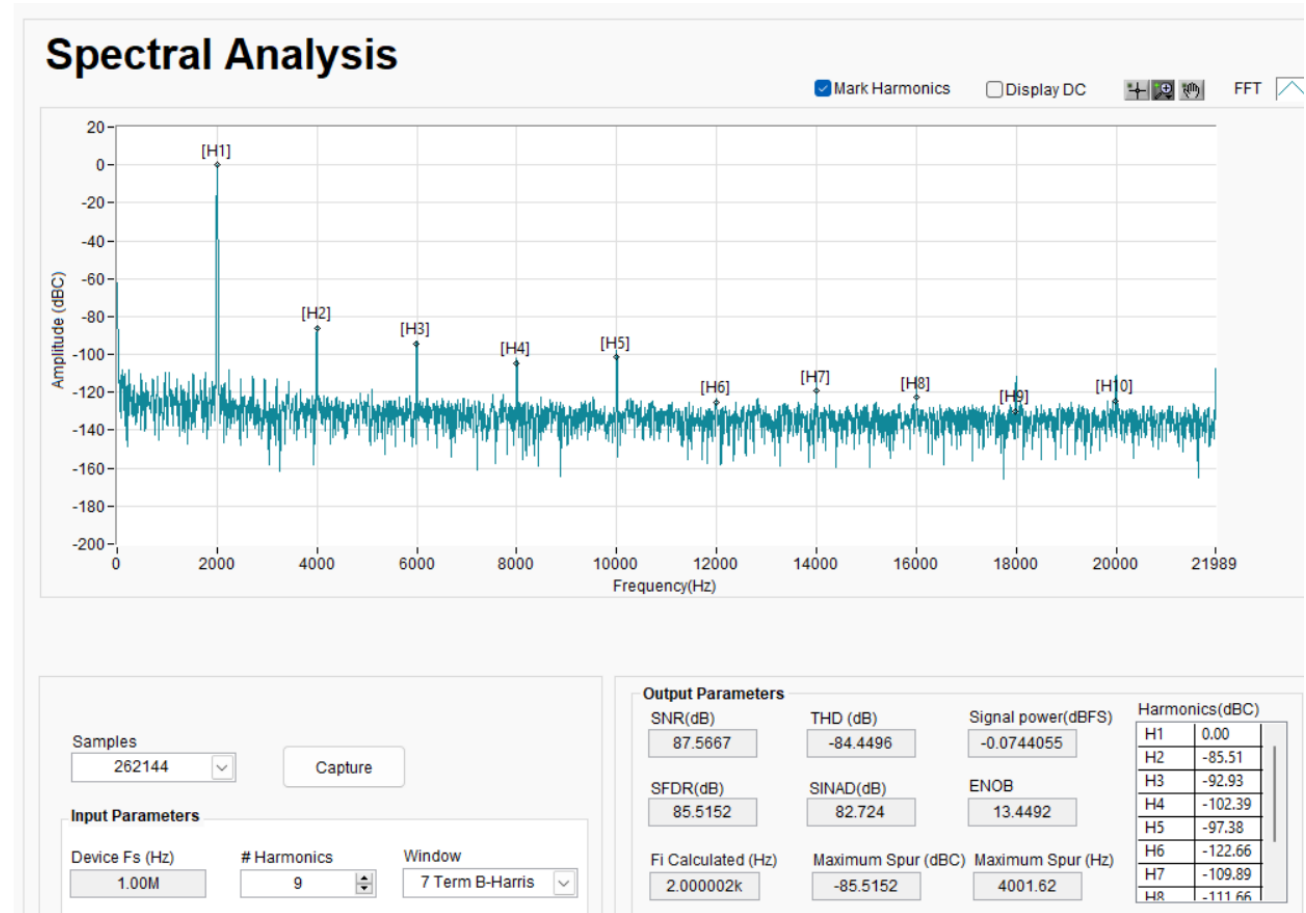 Spectral Analysis
Mark Harmonics Display DC FFT
20
0
-20
-40
-60
-80
-100
-120
-140
-160
-180
-200
Amplitude (dBC)
[H1]
[H2]
[H3]
[H4]
[H5]
[H6]
[H7]
[H8]
[H9]
[H10]
0 2000 4000 6000 8000 10000 12000 14000 16000 18000 20000 21989
Frequency(Hz)
Samples
262144
Capture
Input Parameters
Device Fs (Hz) # Harmonics Window
1.00M 9 7 Term B-Harris
Output Parameters
SNR(dB) THD (dB) Signal power(dBFS)
87.5667 -84.4496 -0.0744055
SFDR(dB) SINAD(dB) ENOB
85.5152 82.724 13.4492
Fi Calculated (Hz) Maximum Spur (dBC) Maximum Spur (Hz)
2.000002k -85.5152 4001.62
Harmonics(dBC)
H1 0.00
H2 -85.51
H3 -92.93
H4 -102.39
H5 -97.38
H6 -122.66
H7 -109.89
H8 -111.66